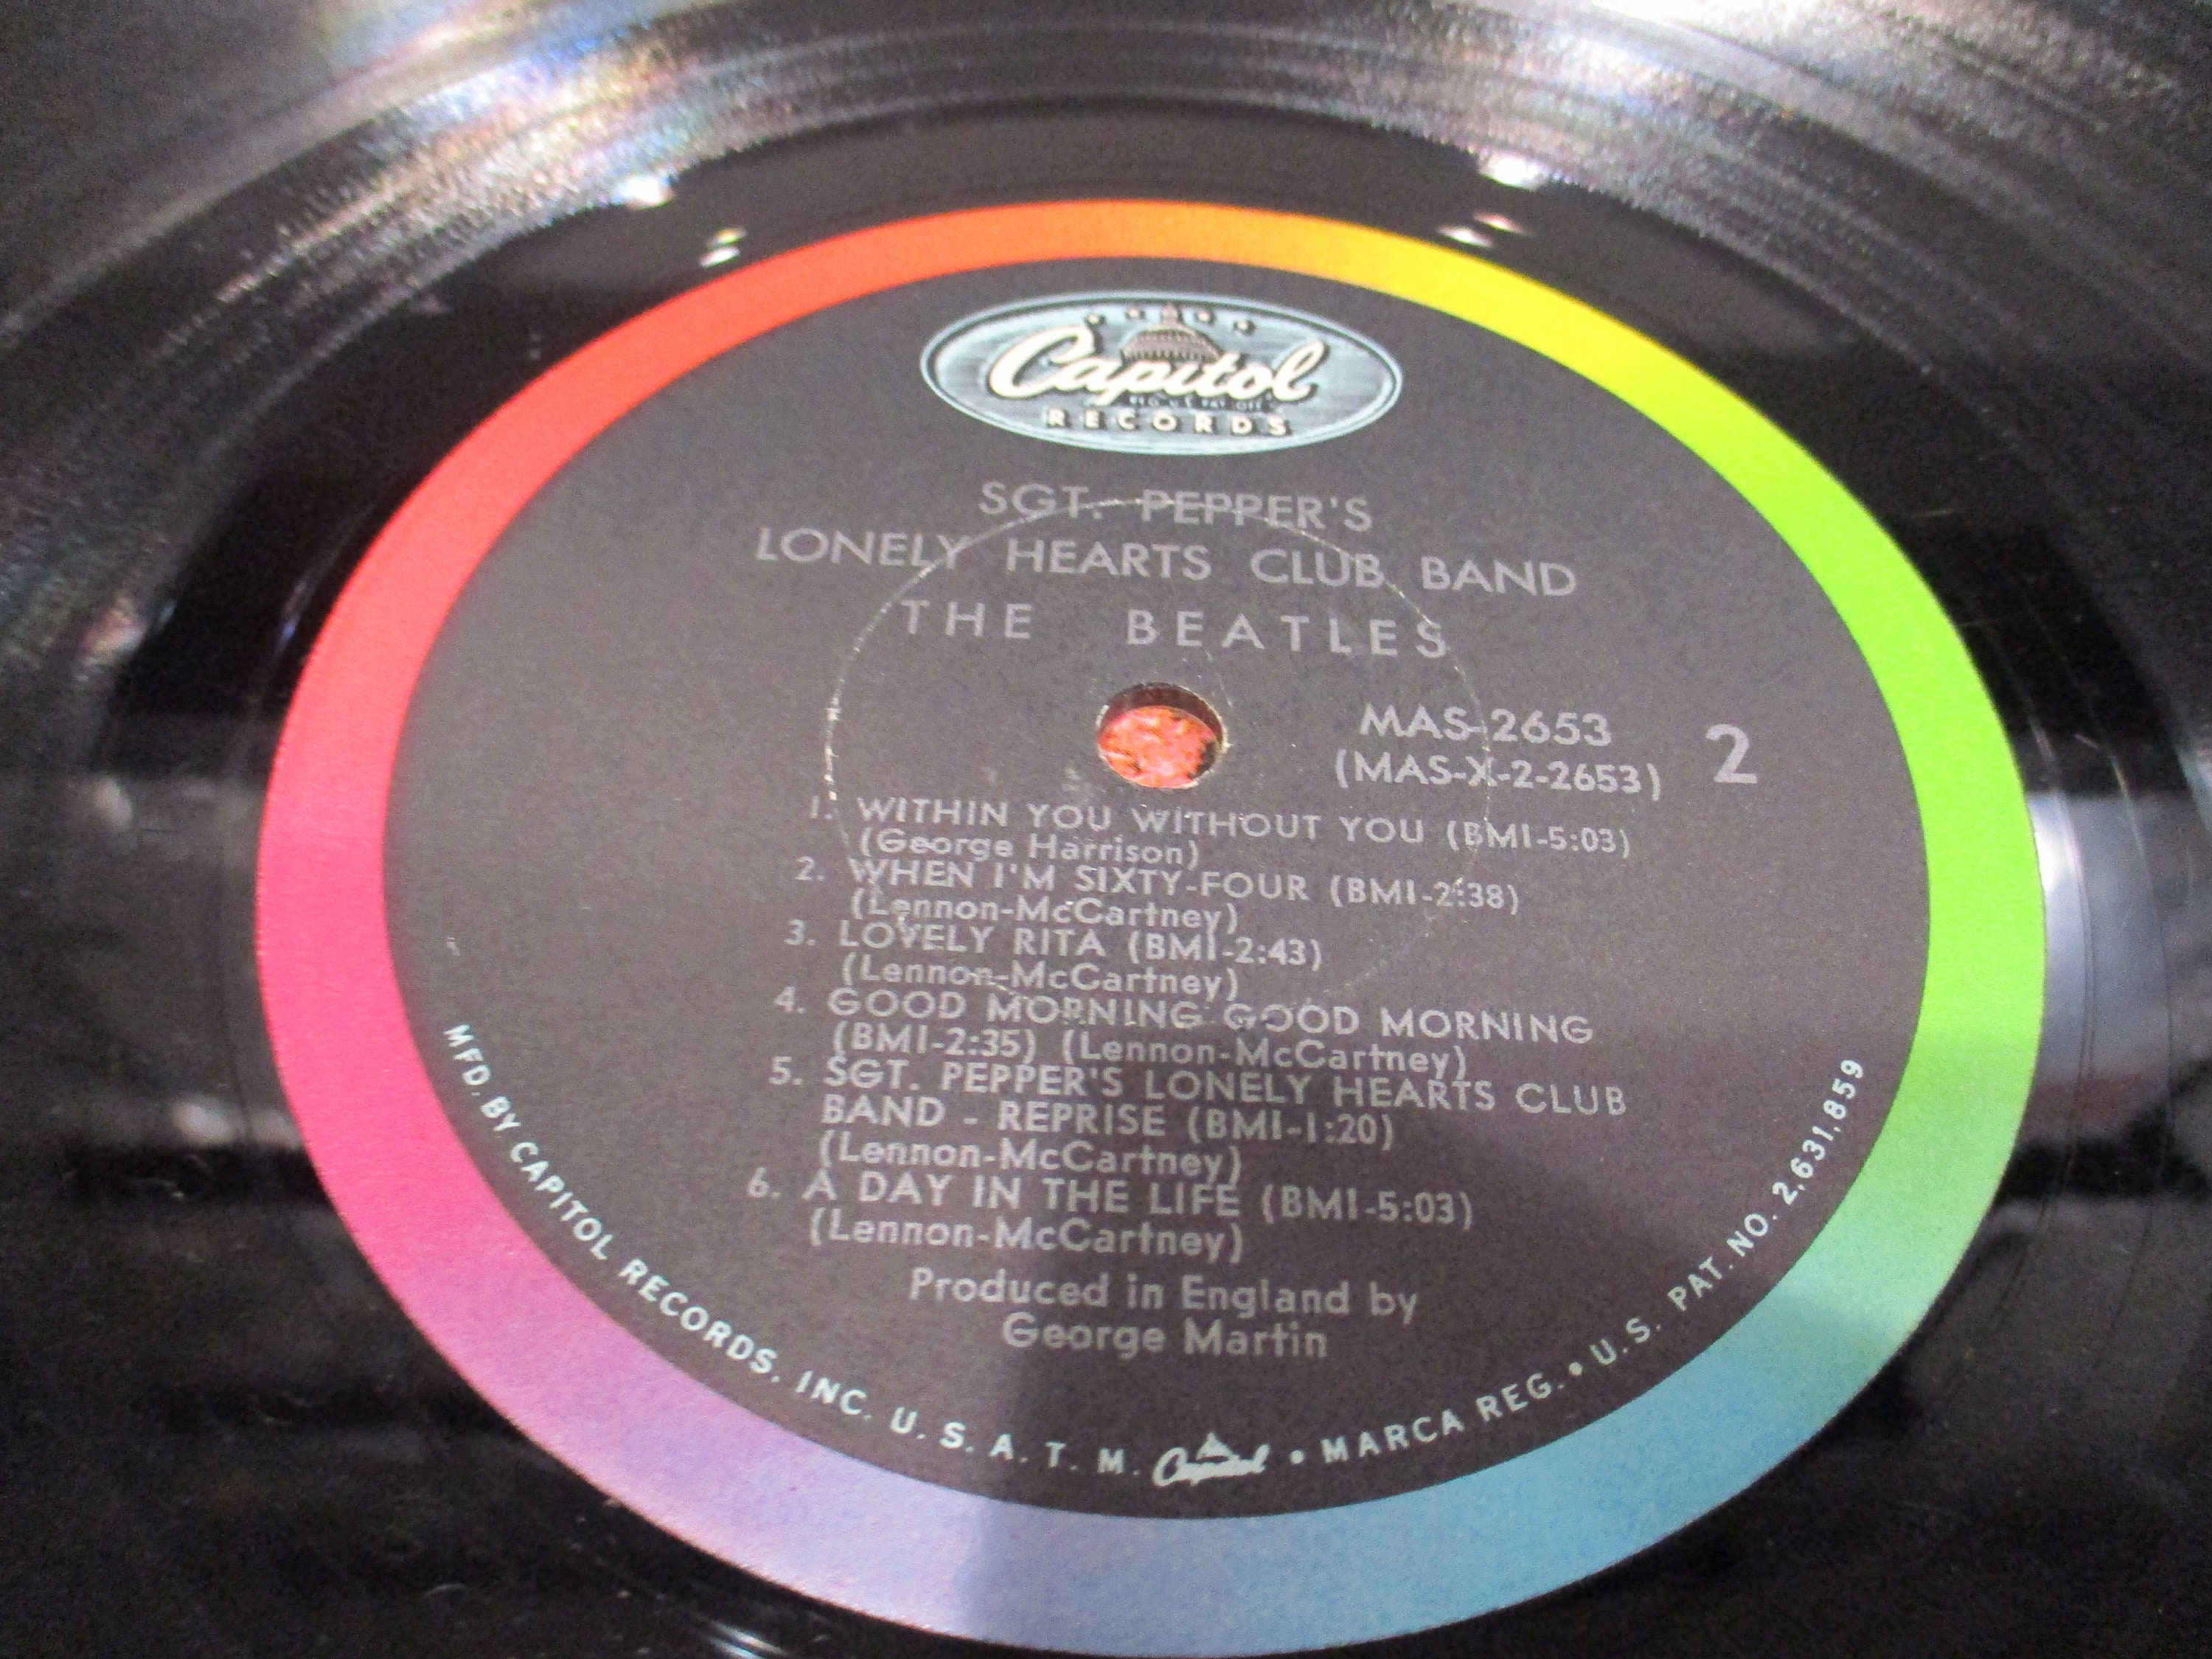 Capitol
REG. U.S. PAT. OFF.
RECORDS
SGT. PEPPER'S
LONELY HEARTS CLUB BAND
THE BEATLES
MAS-2653
(MAS-X-2-2653)
2
1. WITHIN YOU WITHOUT YOU (BMI-5:03)
(George Harrison)
2. WHEN I'M SIXTY-FOUR (BMI-2:38)
(Lennon-McCartney)
3. LOVELY RITA (BMI-2:43)
(Lennon-McCartney)
4. GOOD MORNING GOOD MORNING
(BMI-2:35) (Lennon-McCartney)
5. SGT. PEPPER'S LONELY HEARTS CLUB
BAND - REPRISE (BMI-1:20)
(Lennon-McCartney)
6. A DAY IN THE LIFE (BMI-5:03)
(Lennon-McCartney)
Produced in England by
George Martin
MFD. BY CAPITOL RECORDS, INC. U. S. A. T. M. Capitol • MARCA REG. • U.S. PAT. NO. 2,631,859